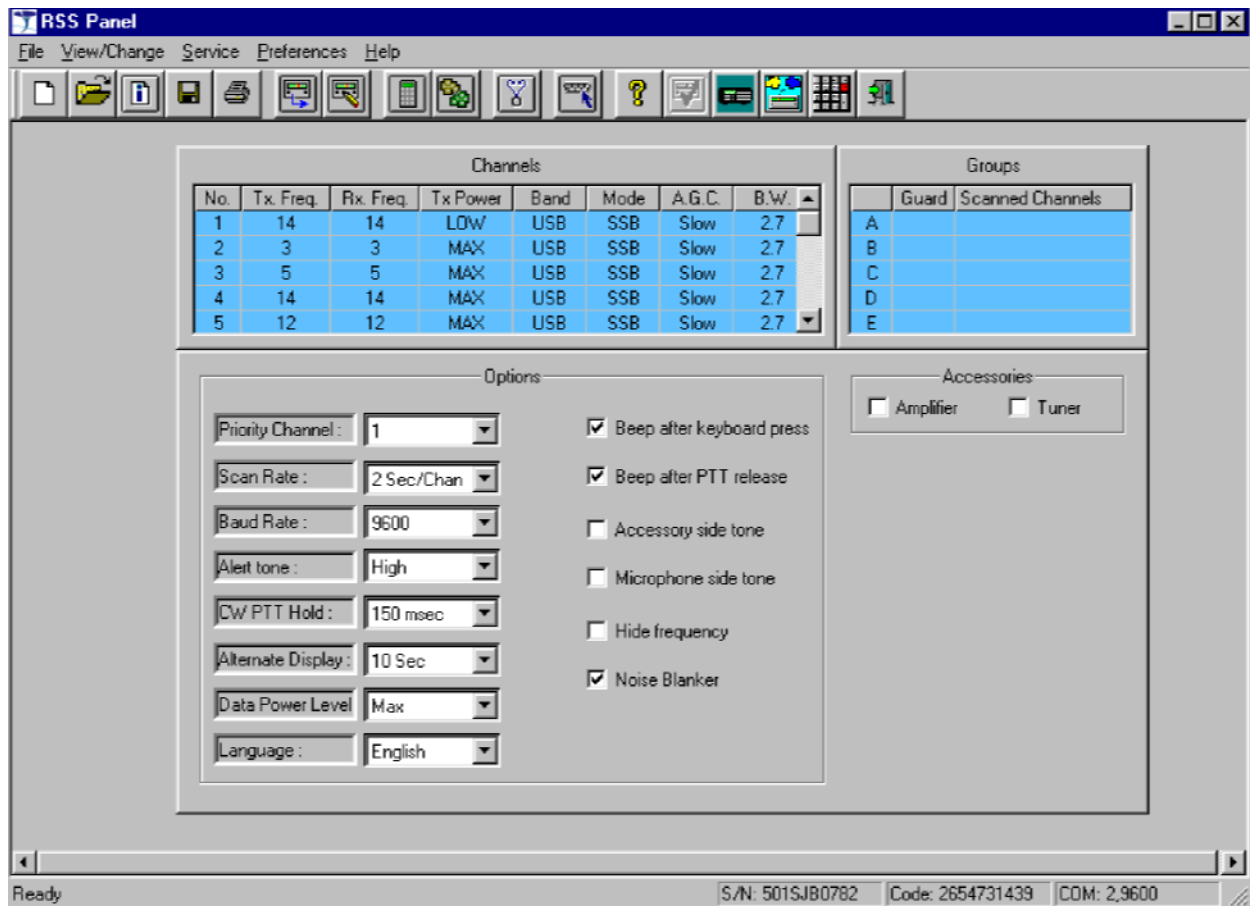 RSS Panel
File View/Change Service Preferences Help
Channels
No. Tx. Freq. Rx. Freq. Tx Power Band Mode A.G.C. B.W.
1 14 14 LOW USB SSB Slow 2.7
2 3 3 MAX USB SSB Slow 2.7
3 5 5 MAX USB SSB Slow 2.7
4 14 14 MAX USB SSB Slow 2.7
5 12 12 MAX USB SSB Slow 2.7
Groups
Guard Scanned Channels
A
B
C
D
E
Options
Priority Channel : 1
Scan Rate : 2 Sec/Chan
Baud Rate : 9600
Alert tone : High
CW PTT Hold : 150 msec
Alternate Display : 10 Sec
Data Power Level Max
Language : English
Beep after keyboard press
Beep after PTT release
Accessory side tone
Microphone side tone
Hide frequency
Noise Blanker
Accessories
Amplifier Tuner
Ready S/N: 501SJB0782 Code: 2654731439 COM: 2,9600